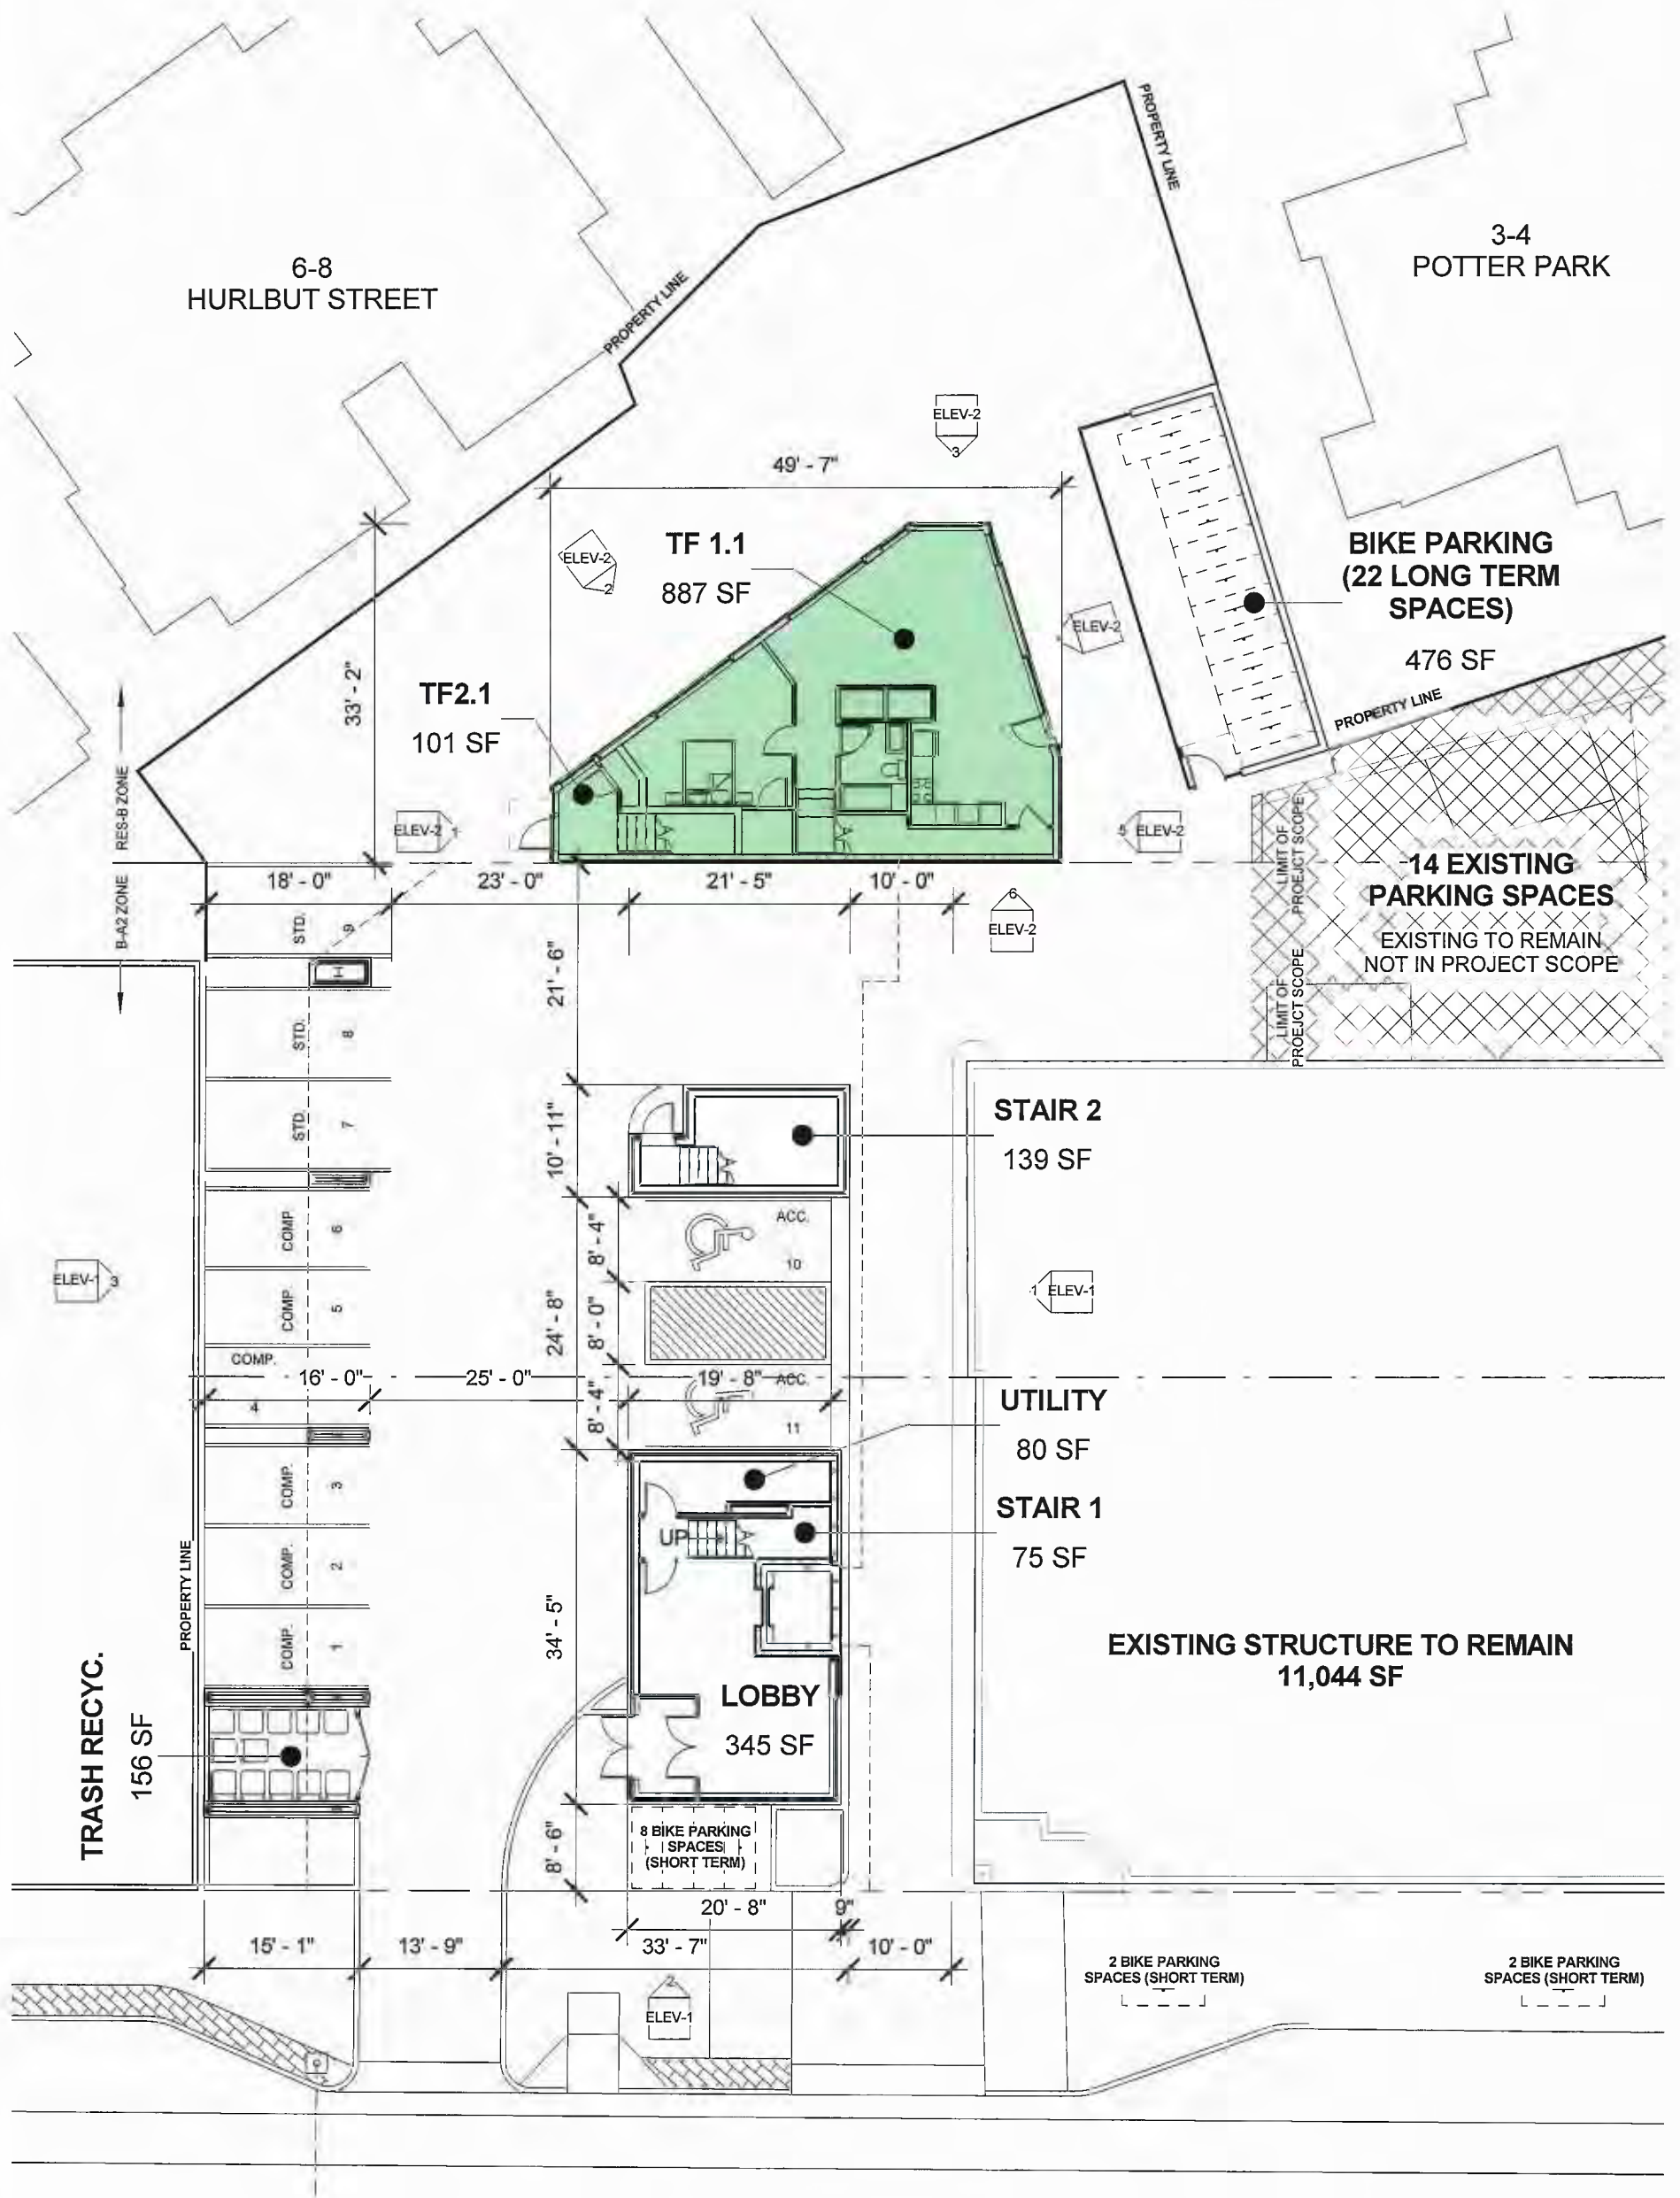 PROPERTY LINE
6-8
HURLBUT STREET
3-4
POTTER PARK
PROPERTY LINE
ELEV-2
3
49' - 7"
ELEV-2
2
TF 1.1
887 SF
BIKE PARKING
(22 LONG TERM
SPACES)
476 SF
ELEV-2
33' - 2"
TF2.1
101 SF
PROPERTY LINE
RES-B ZONE
B-A2 ZONE
ELEV-2 1
5 ELEV-2
LIMIT OF
PROEJCT SCOPE
14 EXISTING
PARKING SPACES
EXISTING TO REMAIN
NOT IN PROJECT SCOPE
LIMIT OF
PROEJCT SCOPE
18' - 0"
23' - 0"
21' - 5"
10' - 0"
6
ELEV-2
STD. 9
H
21' - 6"
STD. 8
STD. 7
10' - 11"
STAIR 2
139 SF
COMP 6
8' - 4"
ACC.
10
ELEV-1 3
1 ELEV-1
COMP. 5
24' - 8"
8' - 0"
COMP.
4
16' - 0"
25' - 0"
19' - 8"
ACC.
8' - 4"
11
UTILITY
80 SF
COMP. 3
STAIR 1
75 SF
UP
PROPERTY LINE
COMP. 2
COMP. 1
34' - 5"
EXISTING STRUCTURE TO REMAIN
11,044 SF
TRASH RECYC.
156 SF
LOBBY
345 SF
8' - 6"
8 BIKE PARKING
SPACES
(SHORT TERM)
20' - 8"
9"
15' - 1"
13' - 9"
33' - 7"
10' - 0"
2
ELEV-1
2 BIKE PARKING
SPACES (SHORT TERM)
2 BIKE PARKING
SPACES (SHORT TERM)